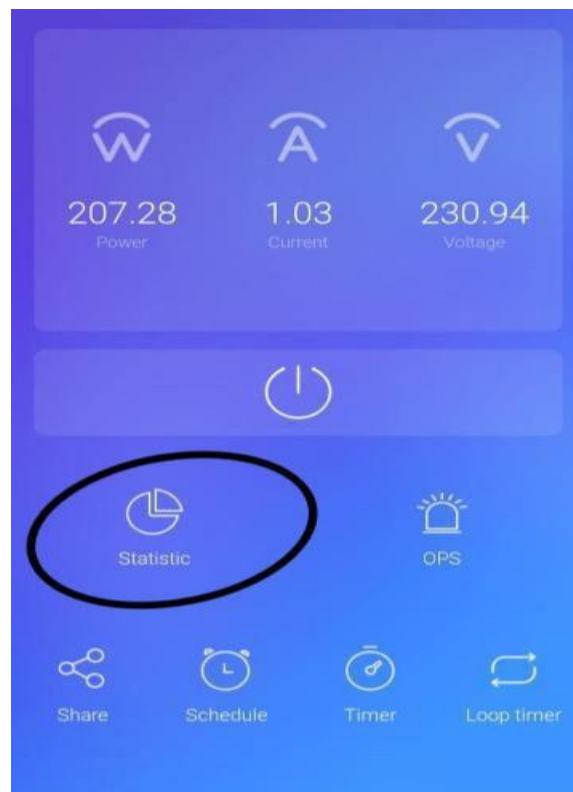 W A V
207.28 1.03 230.94
Power Current Voltage
Statistic OPS
Share Schedule Timer Loop timer